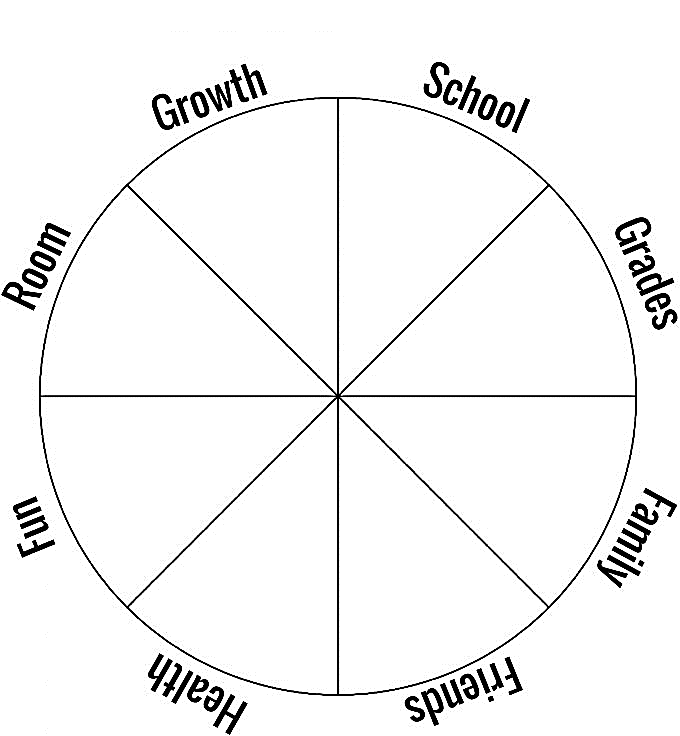 School
Grades
Family
Friends
Health
Fun
Room
Growth